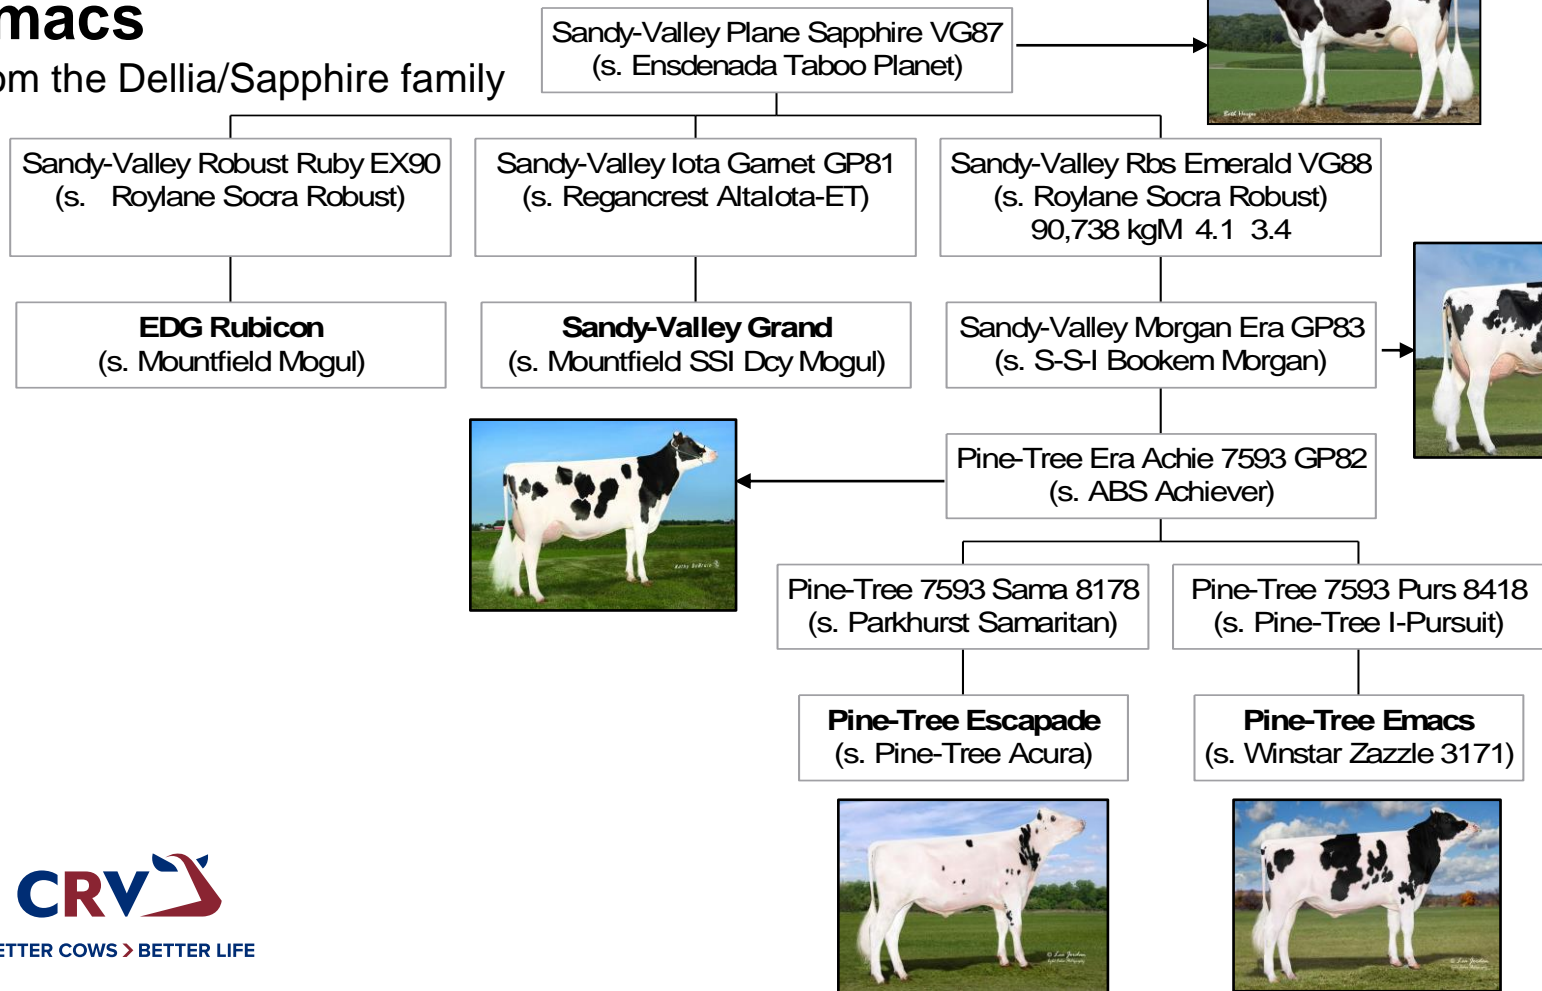 macs
om the Dellia/Sapphire family
Sandy-Valley Plane Sapphire VG87
(s. Ensdenada Taboo Planet)
Sandy-Valley Robust Ruby EX90
(s. Roylane Socra Robust)
Sandy-Valley Iota Garnet GP81
(s. Regancrest AltaIota-ET)
Sandy-Valley Rbs Emerald VG88
(s. Roylane Socra Robust)
90,738 kgM 4.1 3.4
EDG Rubicon
(s. Mountfield Mogul)
Sandy-Valley Grand
(s. Mountfield SSI Dcy Mogul)
Sandy-Valley Morgan Era GP83
(s. S-S-I Bookem Morgan)
Pine-Tree Era Achie 7593 GP82
(s. ABS Achiever)
Pine-Tree 7593 Sama 8178
(s. Parkhurst Samaritan)
Pine-Tree 7593 Purs 8418
(s. Pine-Tree I-Pursuit)
Pine-Tree Escapade
(s. Pine-Tree Acura)
Pine-Tree Emacs
(s. Winstar Zazzle 3171)
CRV
ETTER COWS > BETTER LIFE